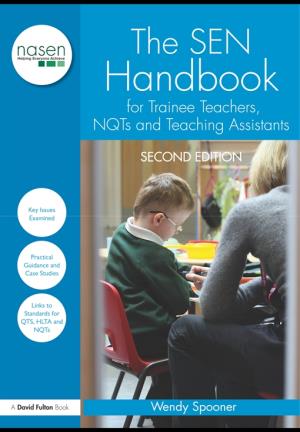 nasen
Helping Everyone Achieve
The SEN
Handbook
for Trainee Teachers,
NQTs and Teaching Assistants
SECOND EDITION
Key Issues
Examined
Practical
Guidance and
Case Studies
Links to
Standards for
QTS, HLTA and
NQTs
A David Fulton Book
Wendy Spooner